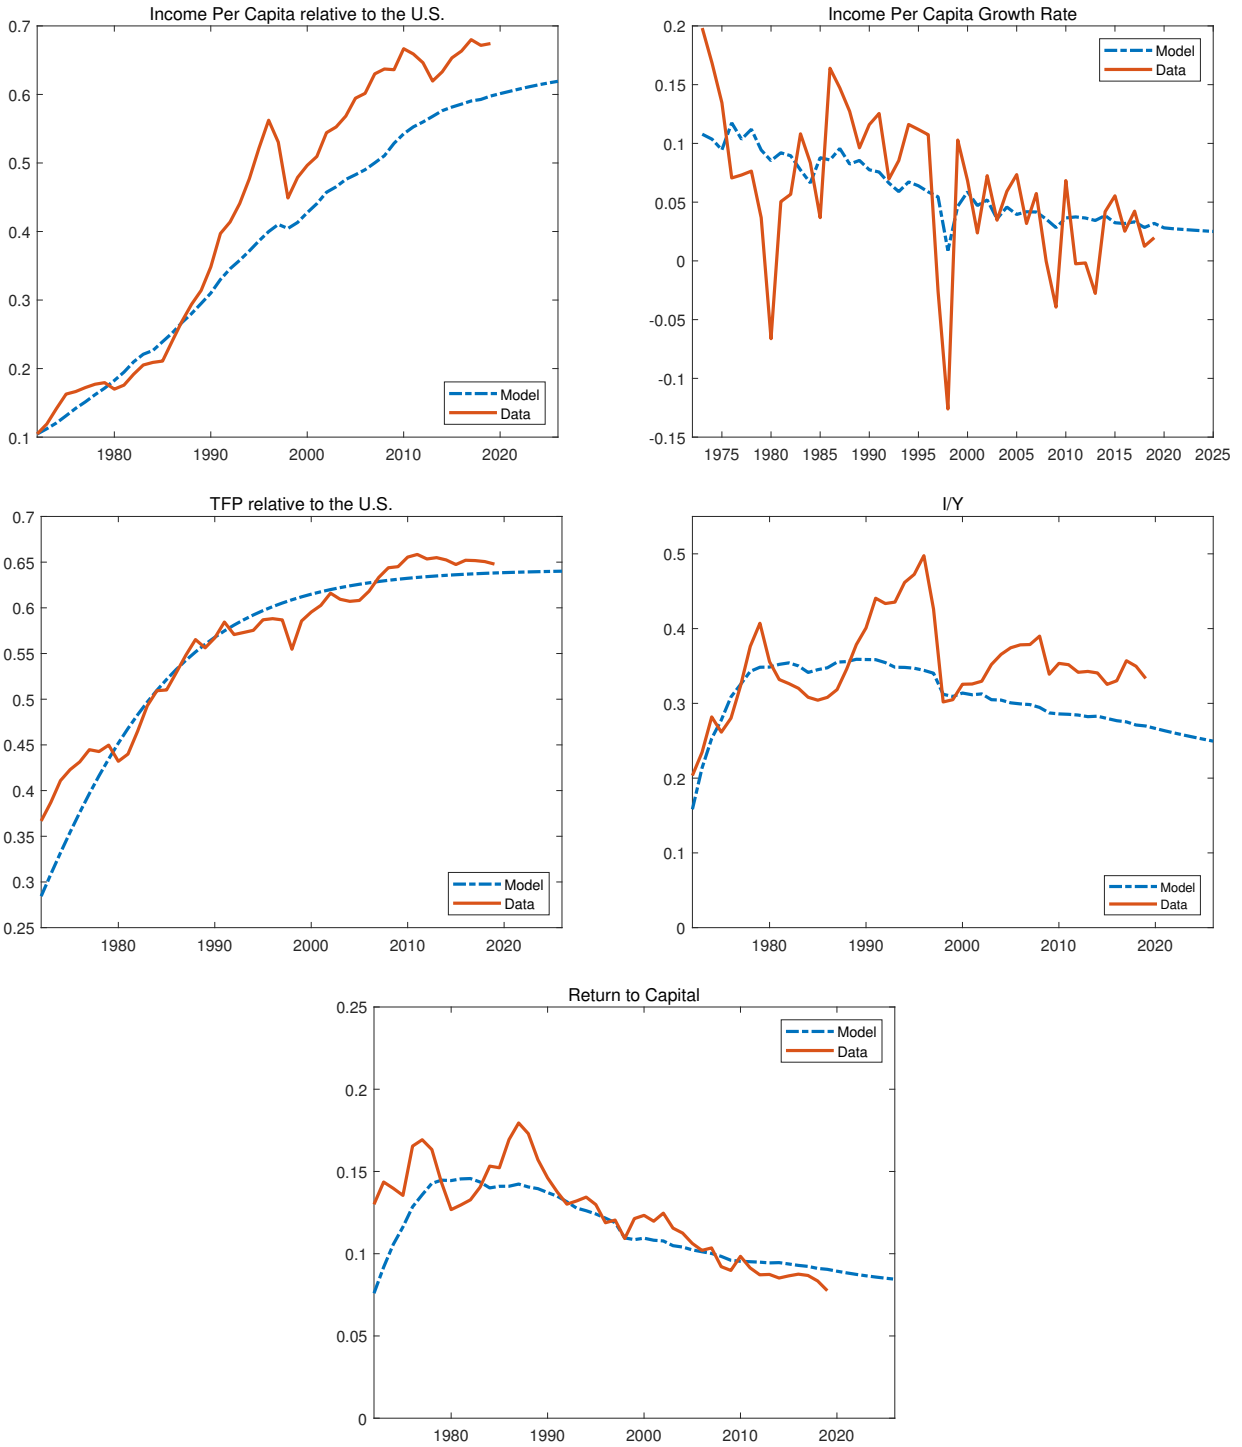 Income Per Capita relative to the U.S.
0.7
0.6
0.5
0.4
0.3
0.2
0.1
1980 1990 2000 2010 2020
Model
Data
Income Per Capita Growth Rate
0.2
0.15
0.1
0.05
0
-0.05
-0.1
-0.15
1975 1980 1985 1990 1995 2000 2005 2010 2015 2020 2025
Model
Data
TFP relative to the U.S.
0.7
0.65
0.6
0.55
0.5
0.45
0.4
0.35
0.3
0.25
1980 1990 2000 2010 2020
Model
Data
I/Y
0.5
0.4
0.3
0.2
0.1
0
1980 1990 2000 2010 2020
Model
Data
Return to Capital
0.25
0.2
0.15
0.1
0.05
0
1980 1990 2000 2010 2020
Model
Data